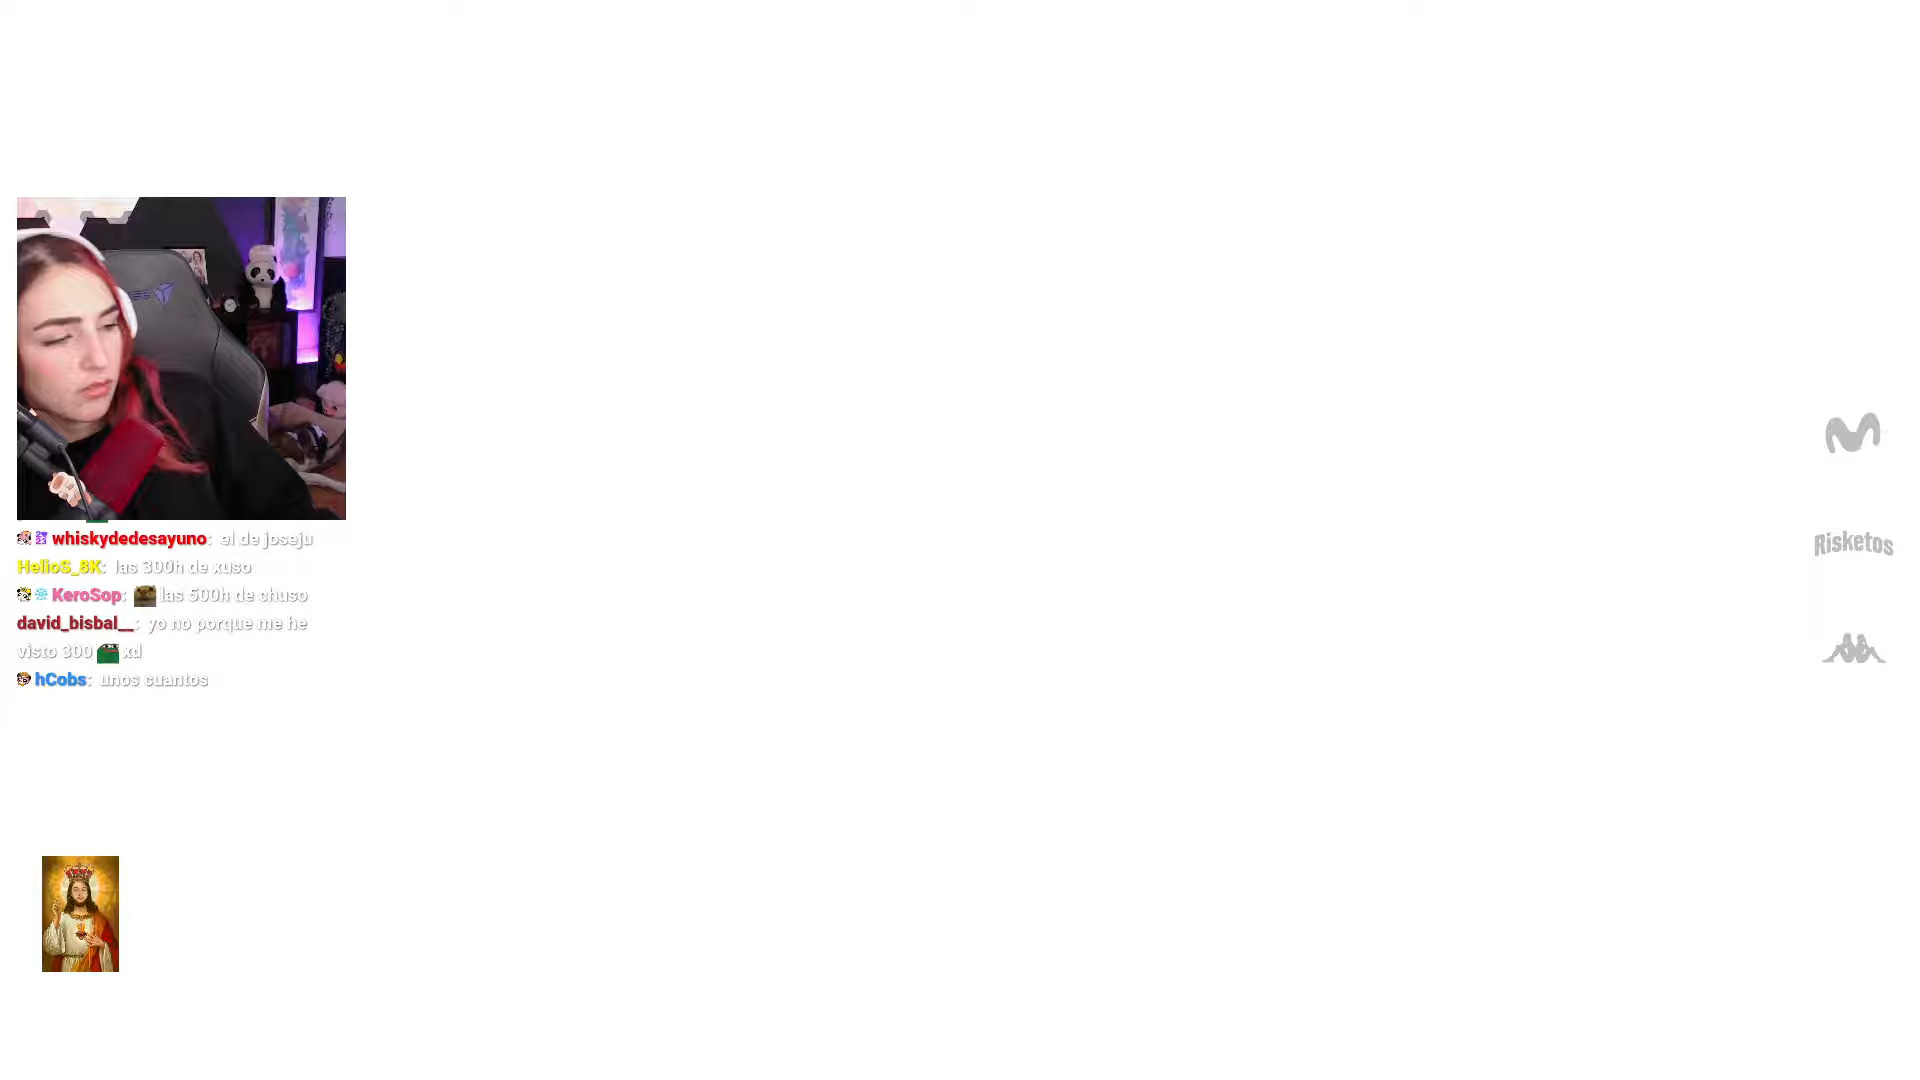 whiskydedesayuno: el de joseju
HelioS_8K: las 300h de xuso
KeroSop: las 500h de chuso
david_bisbal__: yo no porque me he
visto 300 xd
hCobs: unos cuantos
Risketos